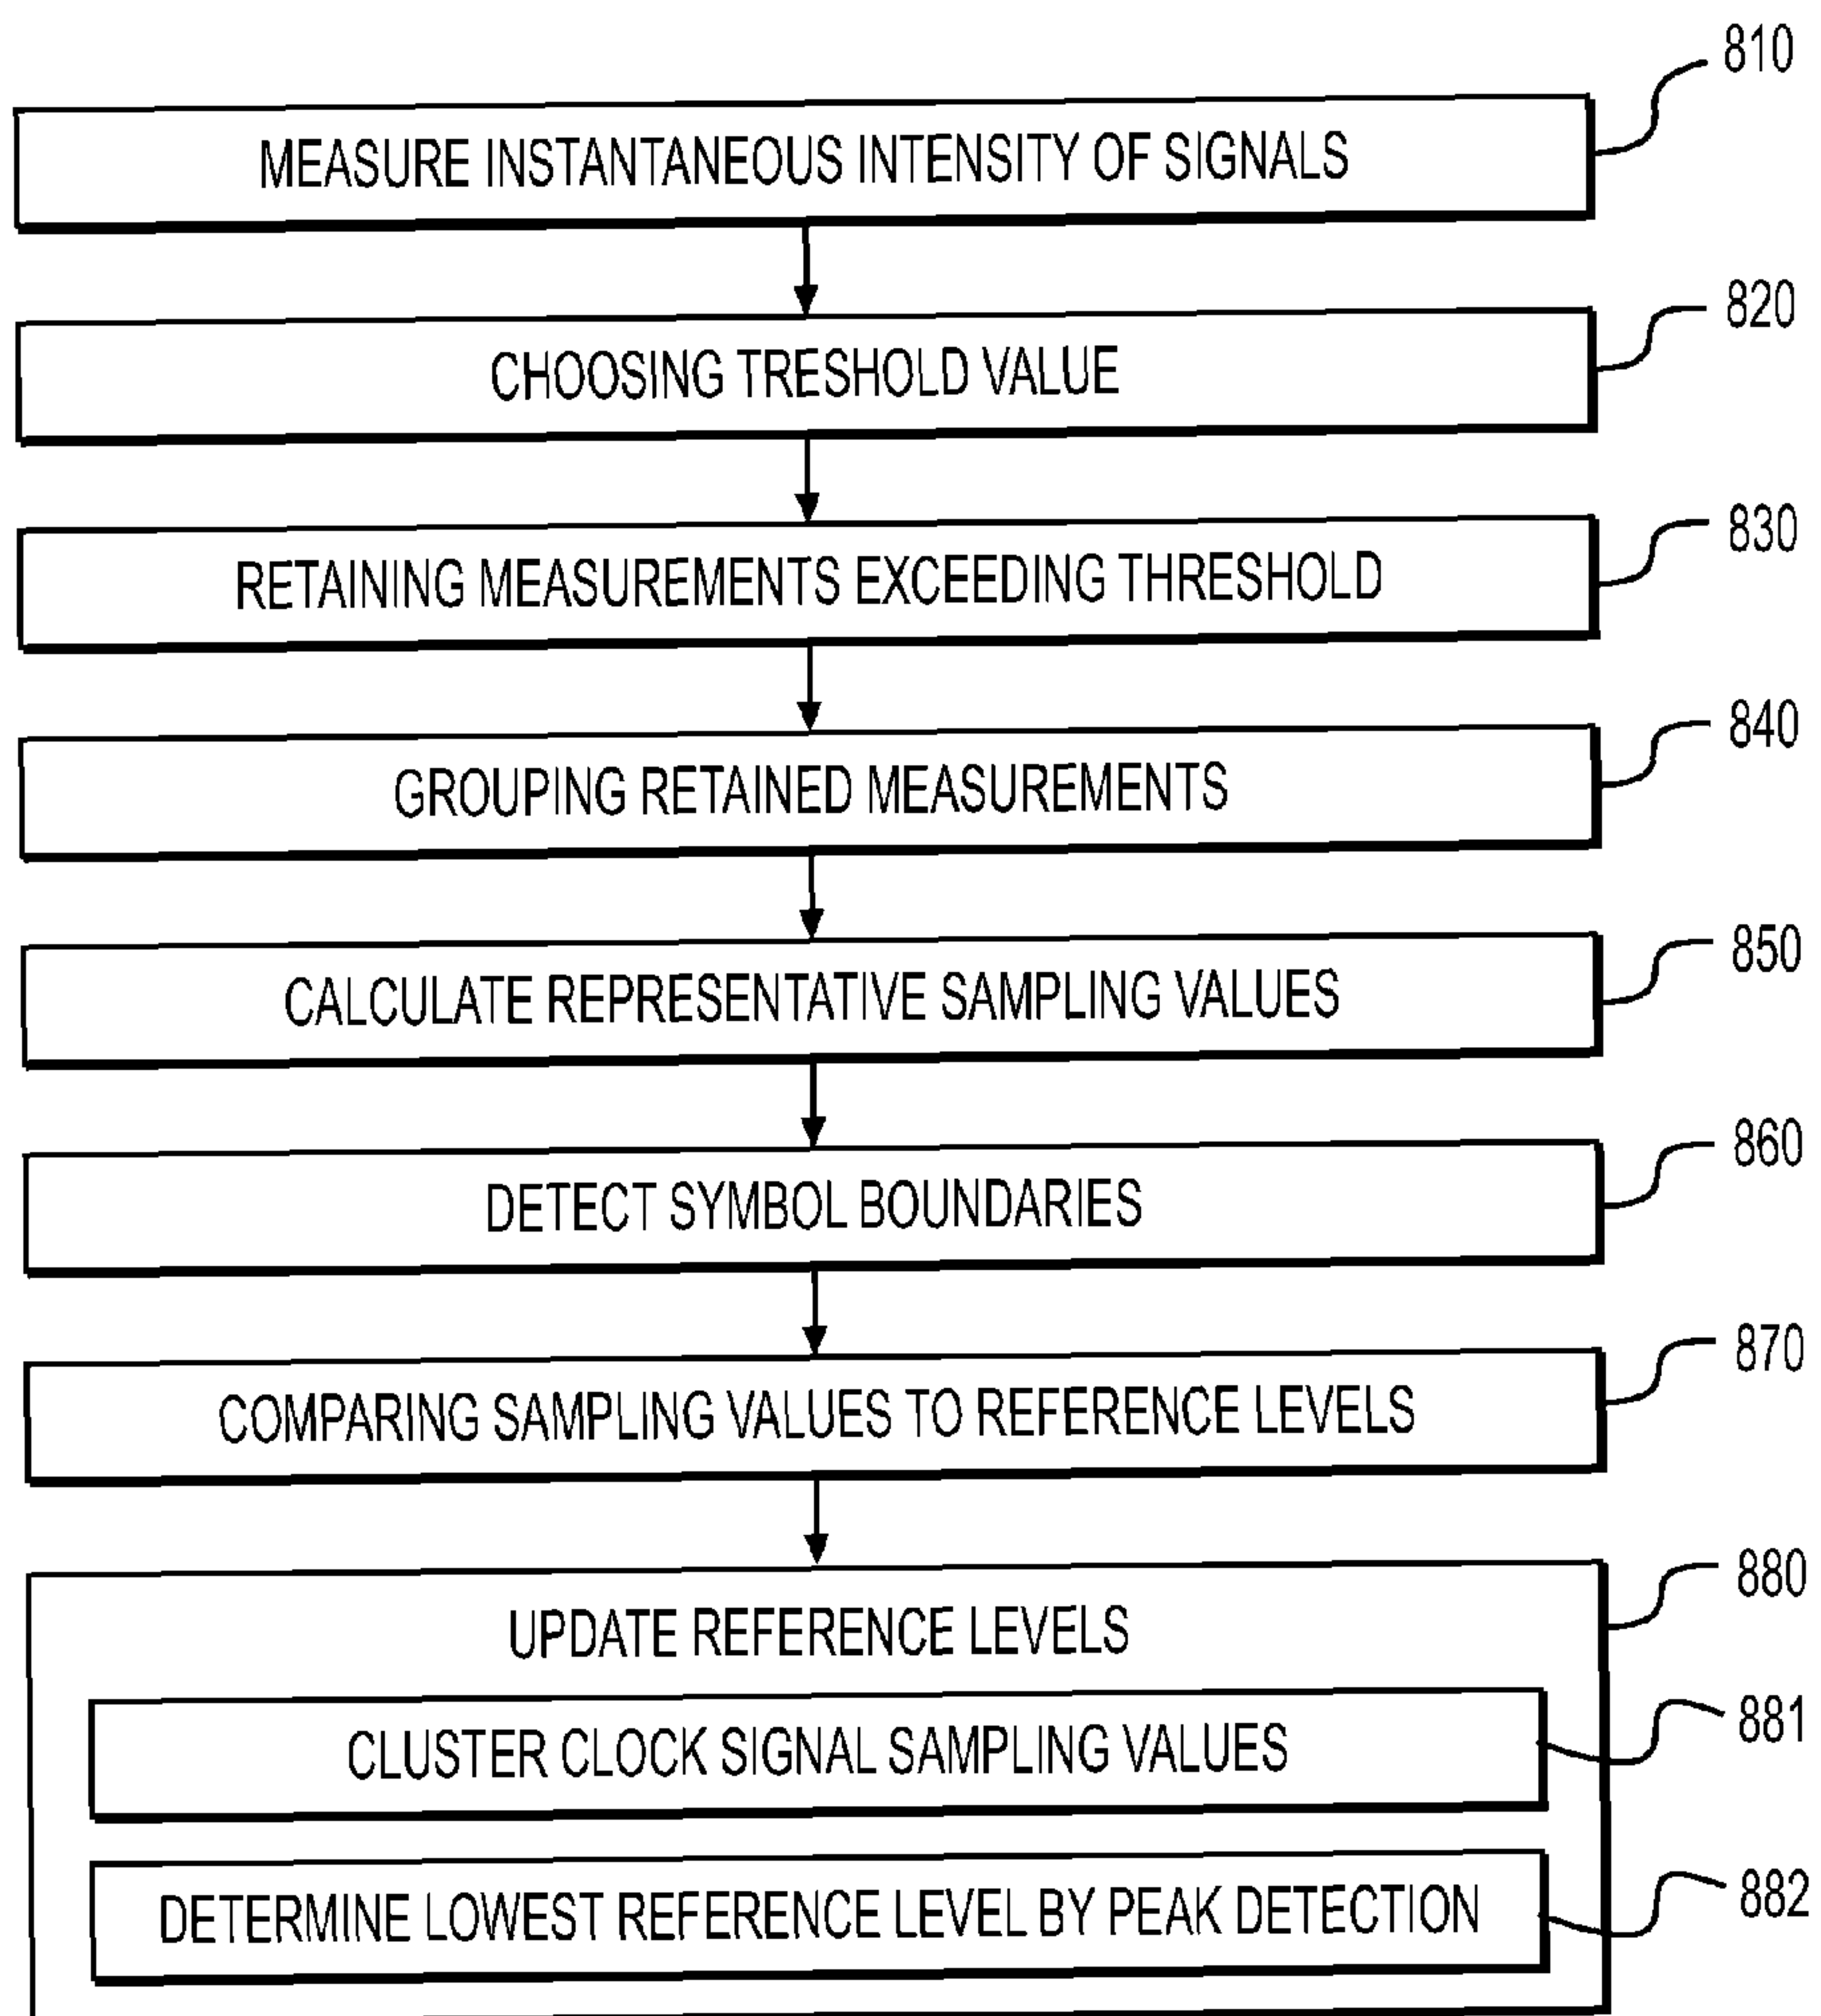 810
MEASURE INSTANTANEOUS INTENSITY OF SIGNALS
820
CHOOSING TRESHOLD VALUE
830
RETAINING MEASUREMENTS EXCEEDING THRESHOLD
840
GROUPING RETAINED MEASUREMENTS
850
CALCULATE REPRESENTATIVE SAMPLING VALUES
860
DETECT SYMBOL BOUNDARIES
870
COMPARING SAMPLING VALUES TO REFERENCE LEVELS
880
UPDATE REFERENCE LEVELS
881
CLUSTER CLOCK SIGNAL SAMPLING VALUES
882
DETERMINE LOWEST REFERENCE LEVEL BY PEAK DETECTION